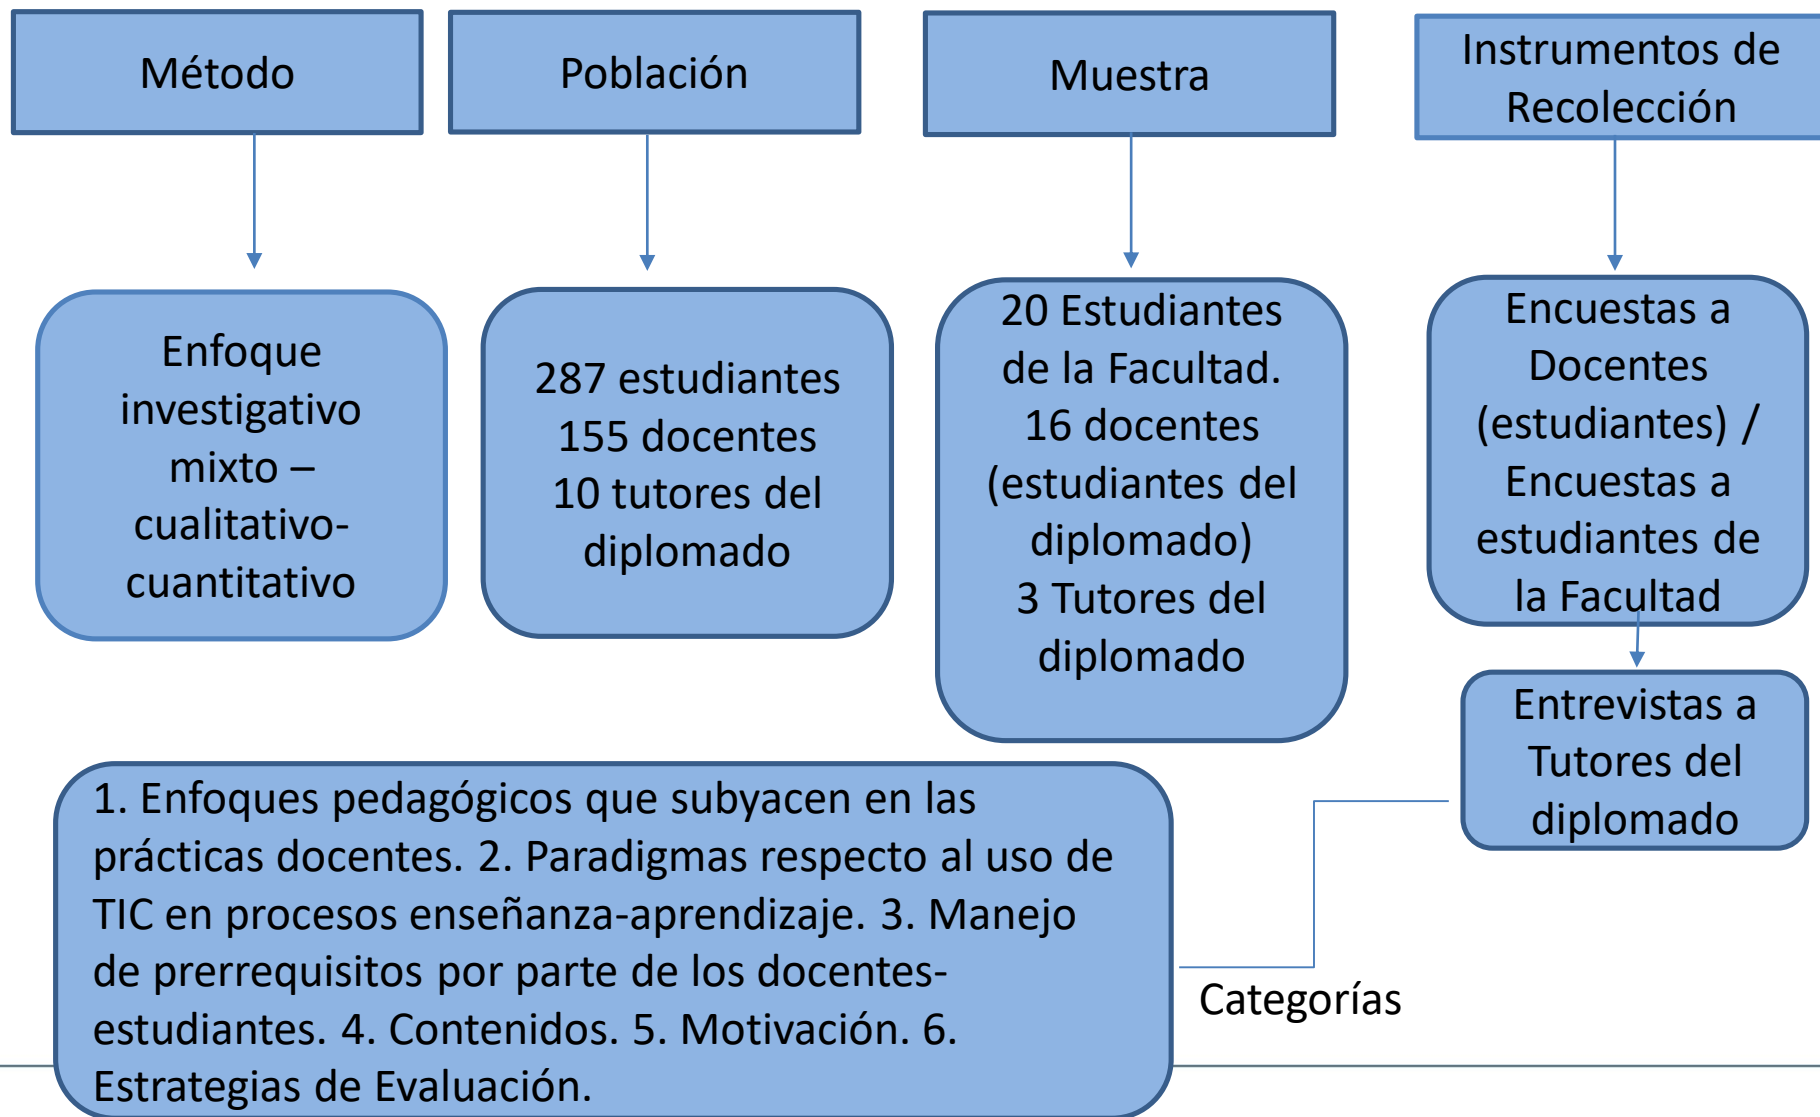 Método
Enfoque
investigativo
mixto –
cualitativo-
cuantitativo
Población
287 estudiantes
155 docentes
10 tutores del
diplomado
Muestra
20 Estudiantes
de la Facultad.
16 docentes
(estudiantes del
diplomado)
3 Tutores del
diplomado
Instrumentos de
Recolección
Encuestas a
Docentes
(estudiantes) /
Encuestas a
estudiantes de
la Facultad
Entrevistas a
Tutores del
diplomado
Categorías
1. Enfoques pedagógicos que subyacen en las
prácticas docentes. 2. Paradigmas respecto al uso de
TIC en procesos enseñanza-aprendizaje. 3. Manejo
de prerrequisitos por parte de los docentes-
estudiantes. 4. Contenidos. 5. Motivación. 6.
Estrategias de Evaluación.